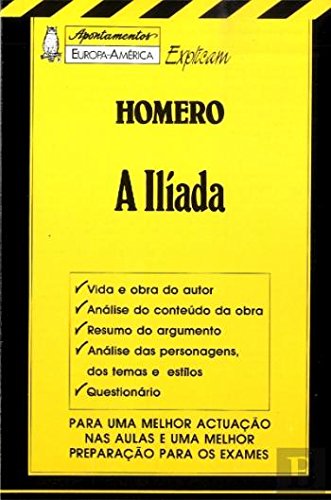 Apontamentos
EUROPA-AMÉRICA Explicam
HOMERO
A Ilíada
✓Vida e obra do autor
✓Análise do conteúdo da obra
✓Resumo do argumento
✓Análise das personagens,
dos temas e estilos
✓Questionário
PARA UMA MELHOR ACTUAÇÃO
NAS AULAS E UMA MELHOR
PREPARAÇÃO PARA OS EXAMES